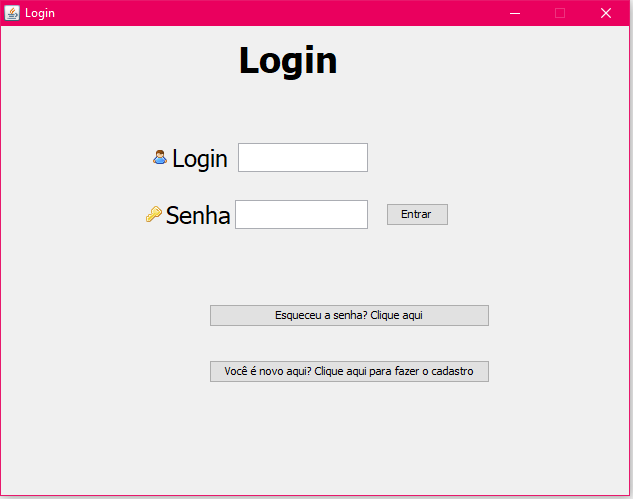 Login
Login
Login
Senha
Entrar
Esqueceu a senha? Clique aqui
Você é novo aqui? Clique aqui para fazer o cadastro